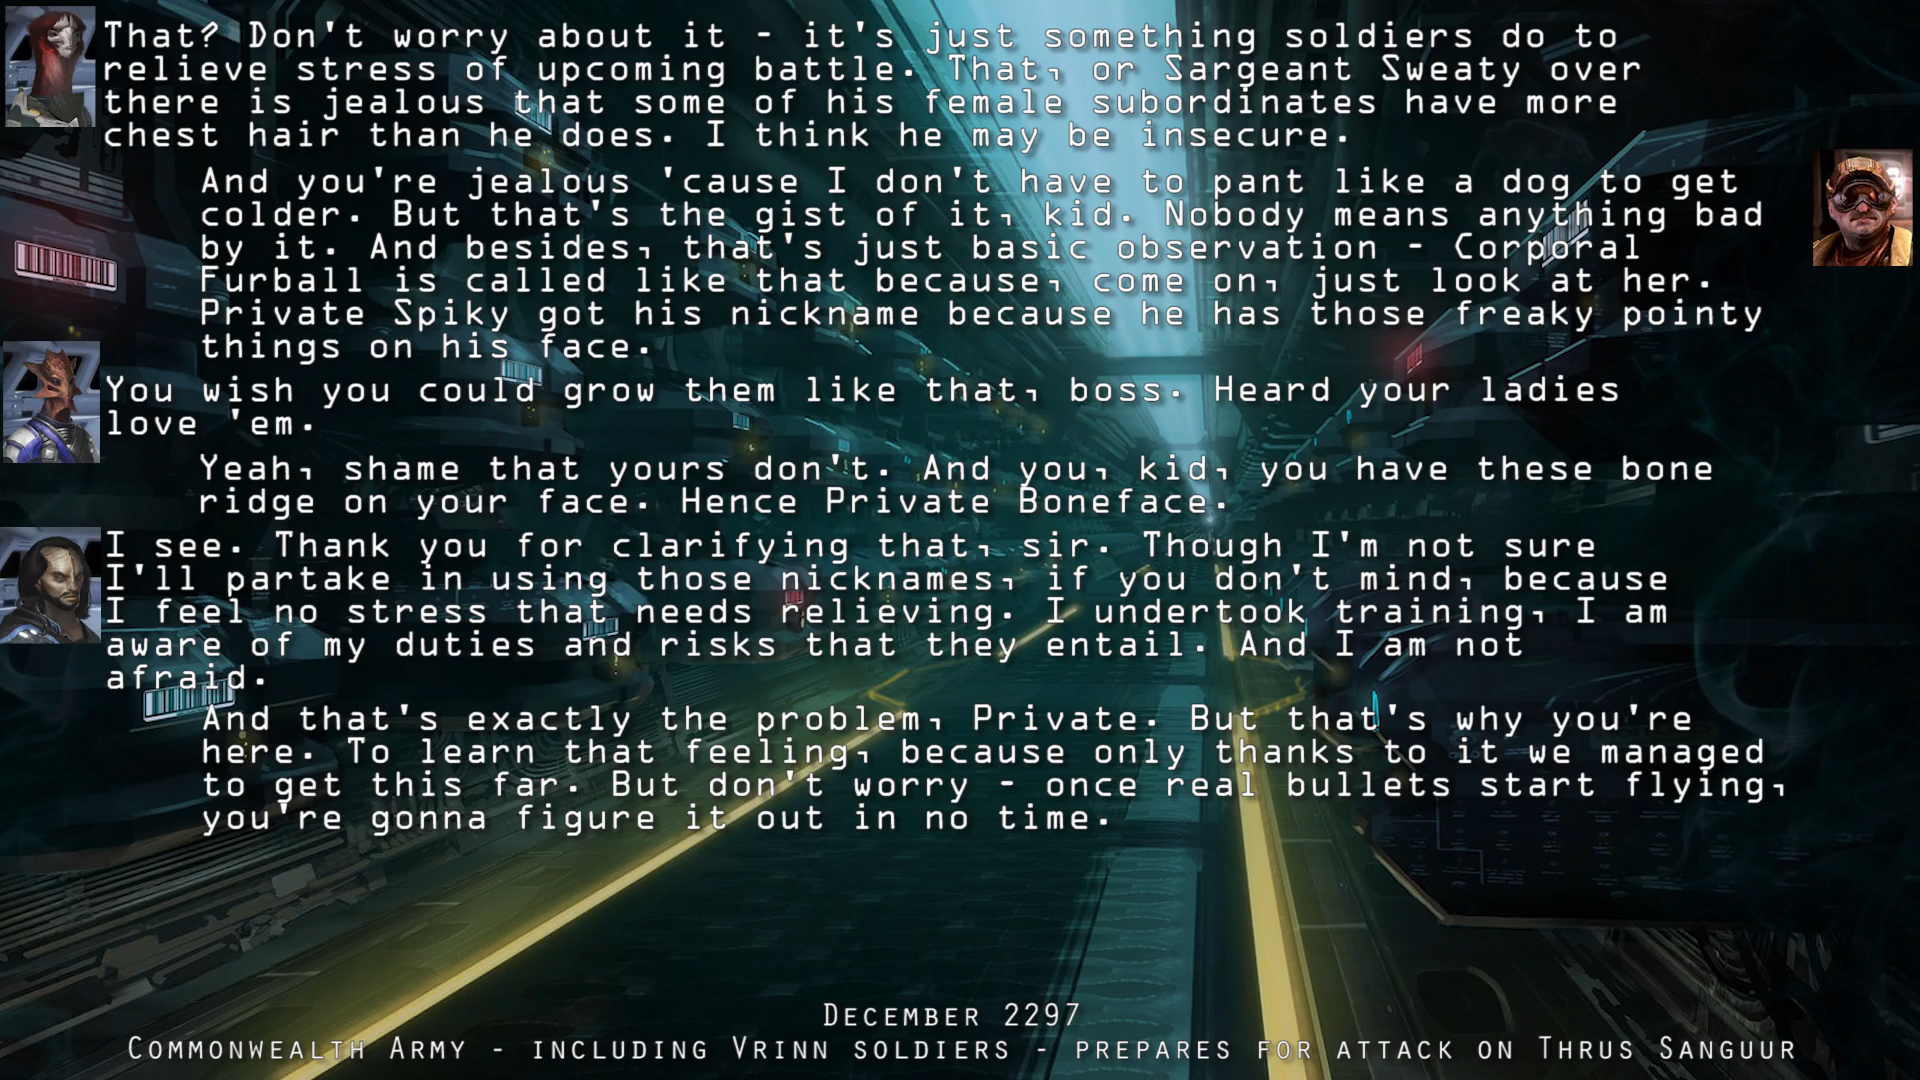 That? Don't worry about it - it's just something soldiers do to
relieve stress of upcoming battle. That, or Sargeant Sweaty over
there is jealous that some of his female subordinates have more
chest hair than he does. I think he may be insecure.
And you're jealous 'cause I don't have to pant like a dog to get
colder. But that's the gist of it, kid. Nobody means anything bad
by it. And besides, that's just basic observation - Corporal
Furball is called like that because, come on, just look at her.
Private Spiky got his nickname because he has those freaky pointy
things on his face.
You wish you could grow them like that, boss. Heard your ladies
love 'em.
Yeah, shame that yours don't. And you, kid, you have these bone
ridge on your face. Hence Private Boneface.
I see. Thank you for clarifying that, sir. Though I'm not sure
I'll partake in using those nicknames, if you don't mind, because
I feel no stress that needs relieving. I undertook training, I am
aware of my duties and risks that they entail. And I am not
afraid.
And that's exactly the problem, Private. But that's why you're
here. To learn that feeling, because only thanks to it we managed
to get this far. But don't worry - once real bullets start flying,
you're gonna figure it out in no time.
December 2297
Commonwealth Army - including Vrinn soldiers - prepares for attack on Thrus Sanguur